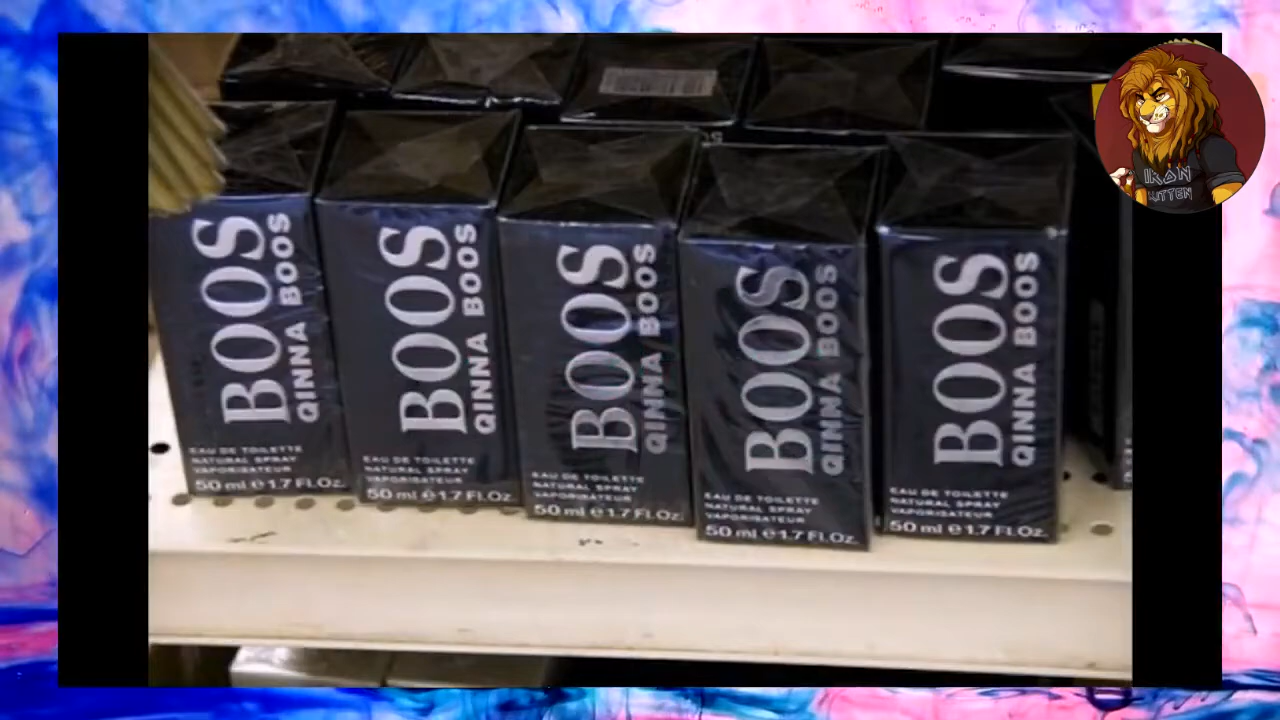 BOOS
QINNA BOOS
EAU DE TOILETTE
NATURAL SPRAY
VAPORISATEUR
50 ml e 1.7 Fl.Oz.
BOOS
QINNA BOOS
EAU DE TOILETTE
NATURAL SPRAY
VAPORISATEUR
50 ml e 1.7 Fl.Oz.
BOOS
QINNA BOOS
EAU DE TOILETTE
NATURAL SPRAY
VAPORISATEUR
50 ml e 1.7 Fl.Oz.
BOOS
QINNA BOOS
EAU DE TOILETTE
NATURAL SPRAY
VAPORISATEUR
50 ml e 1.7 Fl.Oz.
BOOS
QINNA BOOS
EAU DE TOILETTE
NATURAL SPRAY
VAPORISATEUR
50 ml e 1.7 Fl.Oz.
IRON
KITTEN